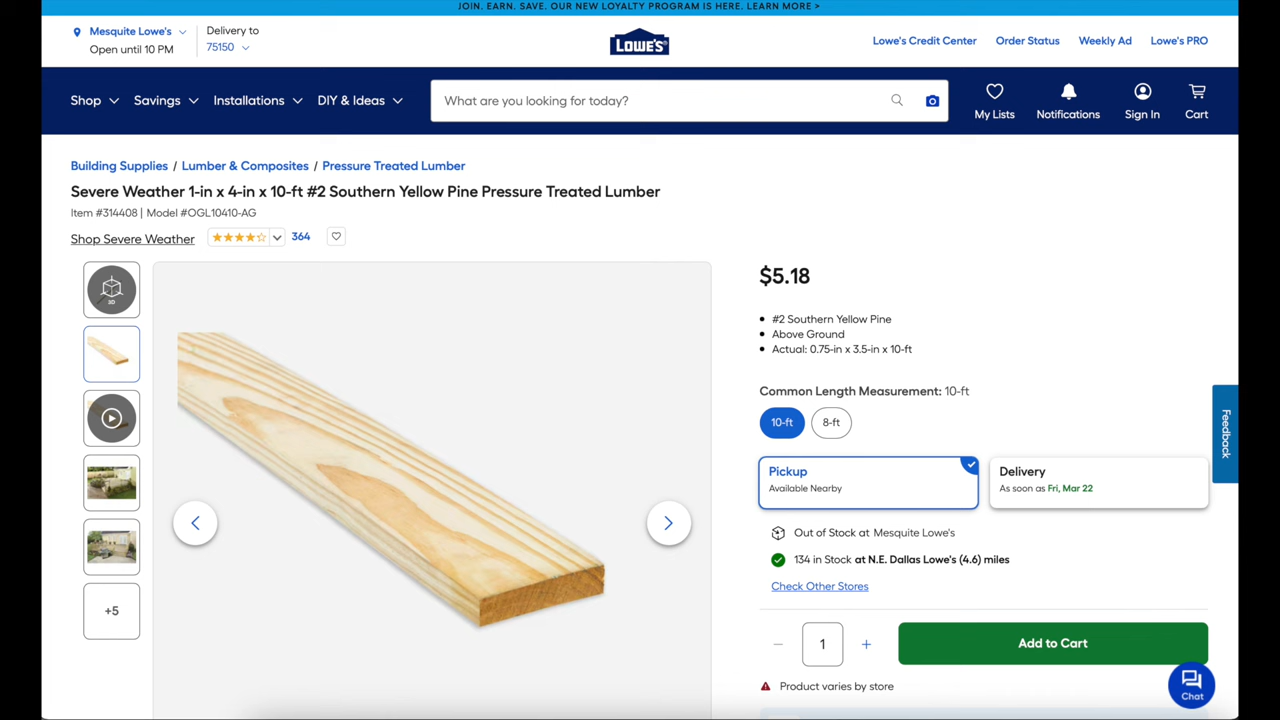 JOIN. EARN. SAVE. OUR NEW LOYALTY PROGRAM IS HERE. LEARN MORE >
Mesquite Lowe's
Open until 10 PM
Delivery to
75150
LOWE'S
Lowe's Credit Center
Order Status
Weekly Ad
Lowe's PRO
Shop
Savings
Installations
DIY & Ideas
What are you looking for today?
My Lists
Notifications
Sign In
Cart
Building Supplies / Lumber & Composites / Pressure Treated Lumber
Severe Weather 1-in x 4-in x 10-ft #2 Southern Yellow Pine Pressure Treated Lumber
Item #314408 | Model #OGL10410-AG
Shop Severe Weather
364
3D
+5
$5.18
#2 Southern Yellow Pine
Above Ground
Actual: 0.75-in x 3.5-in x 10-ft
Common Length Measurement: 10-ft
10-ft
8-ft
Pickup
Available Nearby
Delivery
As soon as Fri, Mar 22
Out of Stock at Mesquite Lowe's
134 in Stock at N.E. Dallas Lowe's (4.6) miles
Check Other Stores
1
Add to Cart
Product varies by store
Feedback
Chat